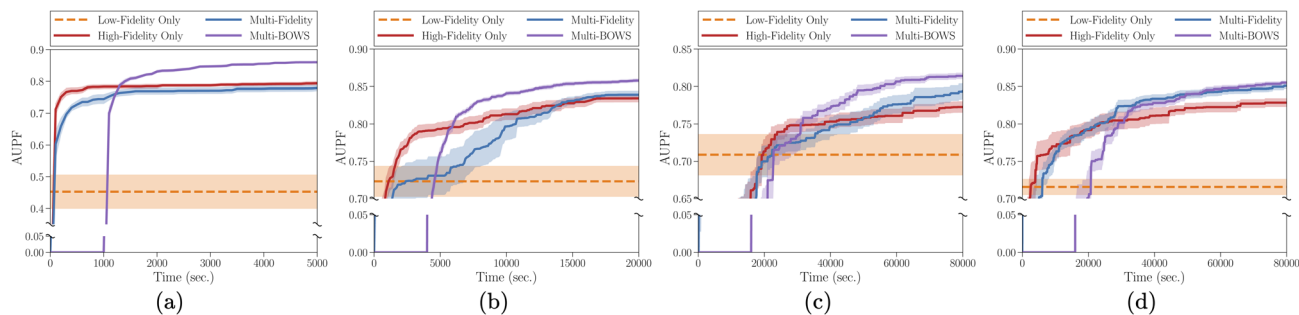 Low-Fidelity Only Multi-Fidelity
High-Fidelity Only Multi-BOWS
0.9
0.8
0.7
0.6
0.5
0.4
0.05
0.00
AUPF
0 1000 2000 3000 4000 5000
Time (sec.)
(a)
Low-Fidelity Only Multi-Fidelity
High-Fidelity Only Multi-BOWS
0.90
0.85
0.80
0.75
0.70
0.05
0.00
AUPF
0 5000 10000 15000 20000
Time (sec.)
(b)
Low-Fidelity Only Multi-Fidelity
High-Fidelity Only Multi-BOWS
0.85
0.80
0.75
0.70
0.65
0.05
0.00
AUPF
0 20000 40000 60000 80000
Time (sec.)
(c)
Low-Fidelity Only Multi-Fidelity
High-Fidelity Only Multi-BOWS
0.90
0.85
0.80
0.75
0.70
0.05
0.00
AUPF
0 20000 40000 60000 80000
Time (sec.)
(d)